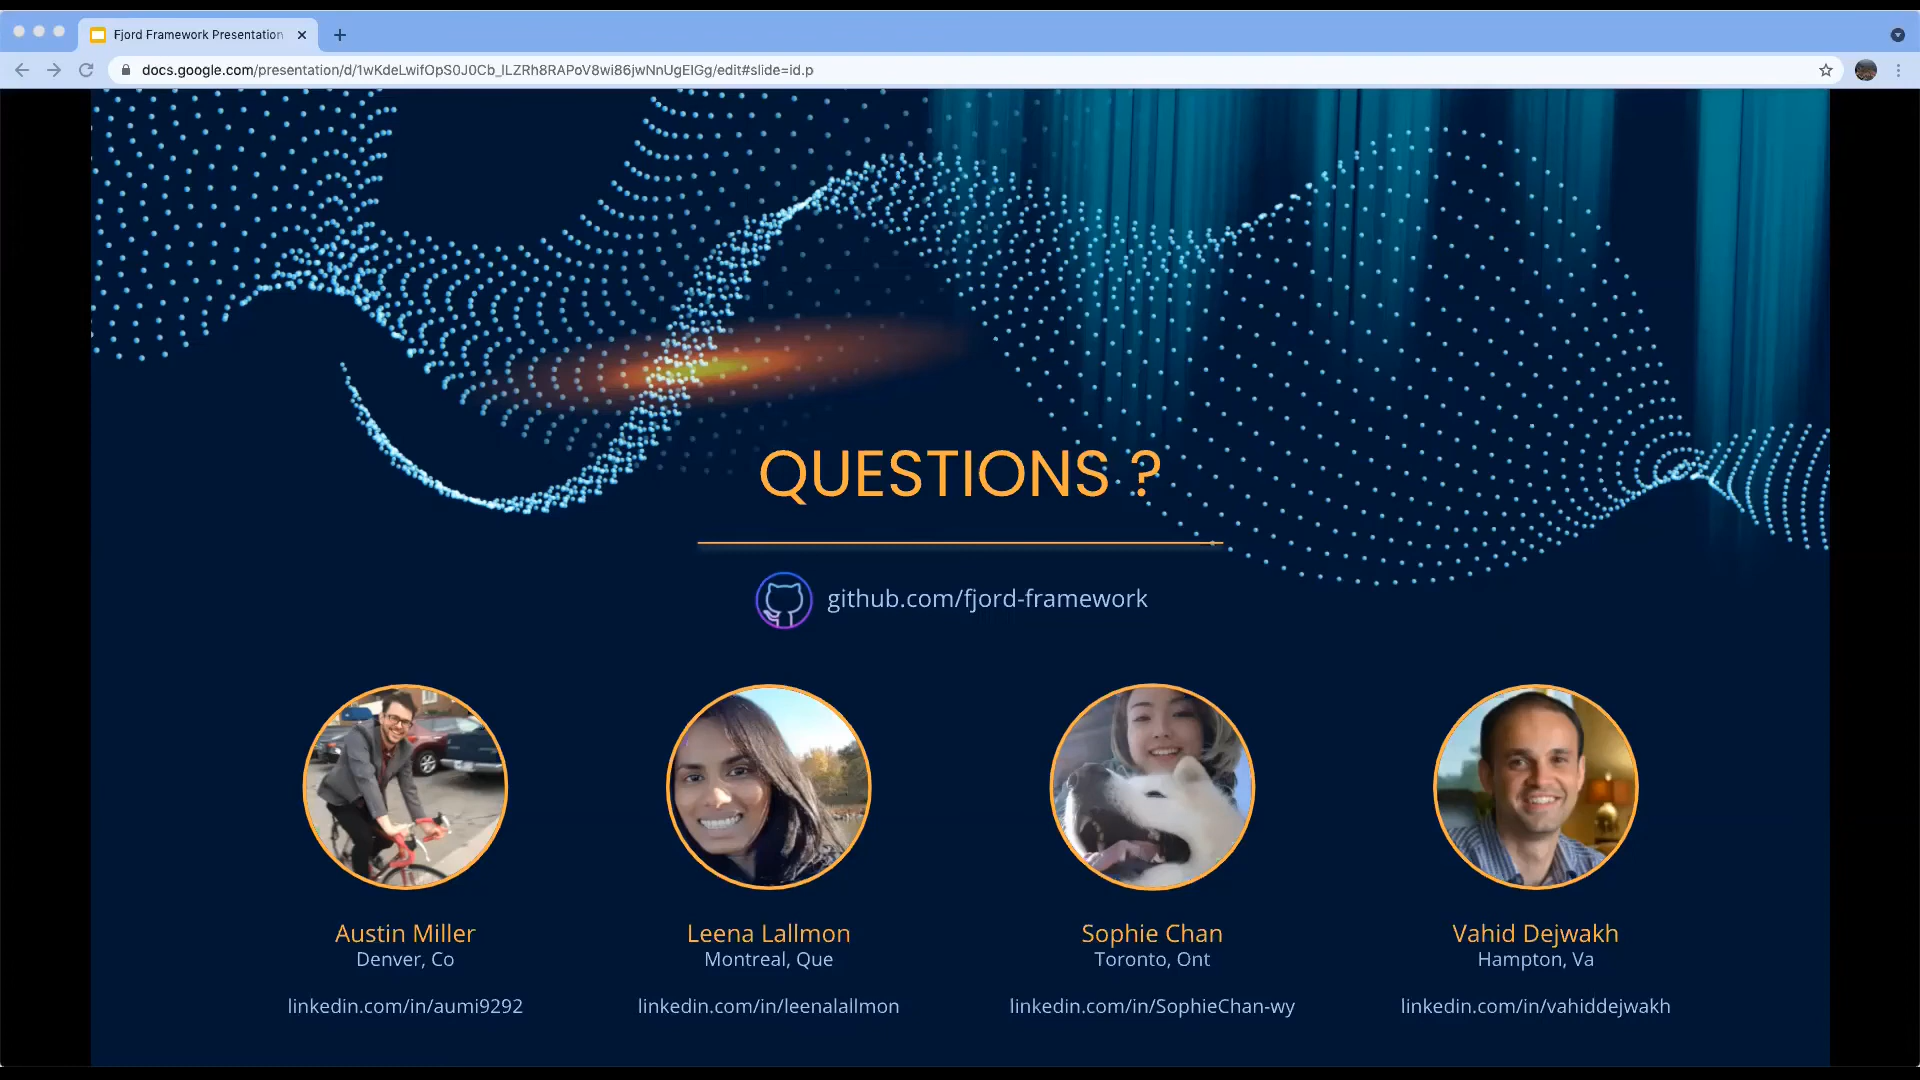 Fjord Framework Presentation
docs.google.com/presentation/d/1wKdeLwifOpS0J0Cb_lLZRh8RAPoV8wi86jwNnUgElGg/edit#slide=id.p
QUESTIONS ?
github.com/fjord-framework
Austin Miller
Denver, Co
linkedin.com/in/aumi9292
Leena Lallmon
Montreal, Que
linkedin.com/in/leenalallmon
Sophie Chan
Toronto, Ont
linkedin.com/in/SophieChan-wy
Vahid Dejwakh
Hampton, Va
linkedin.com/in/vahiddejwakh